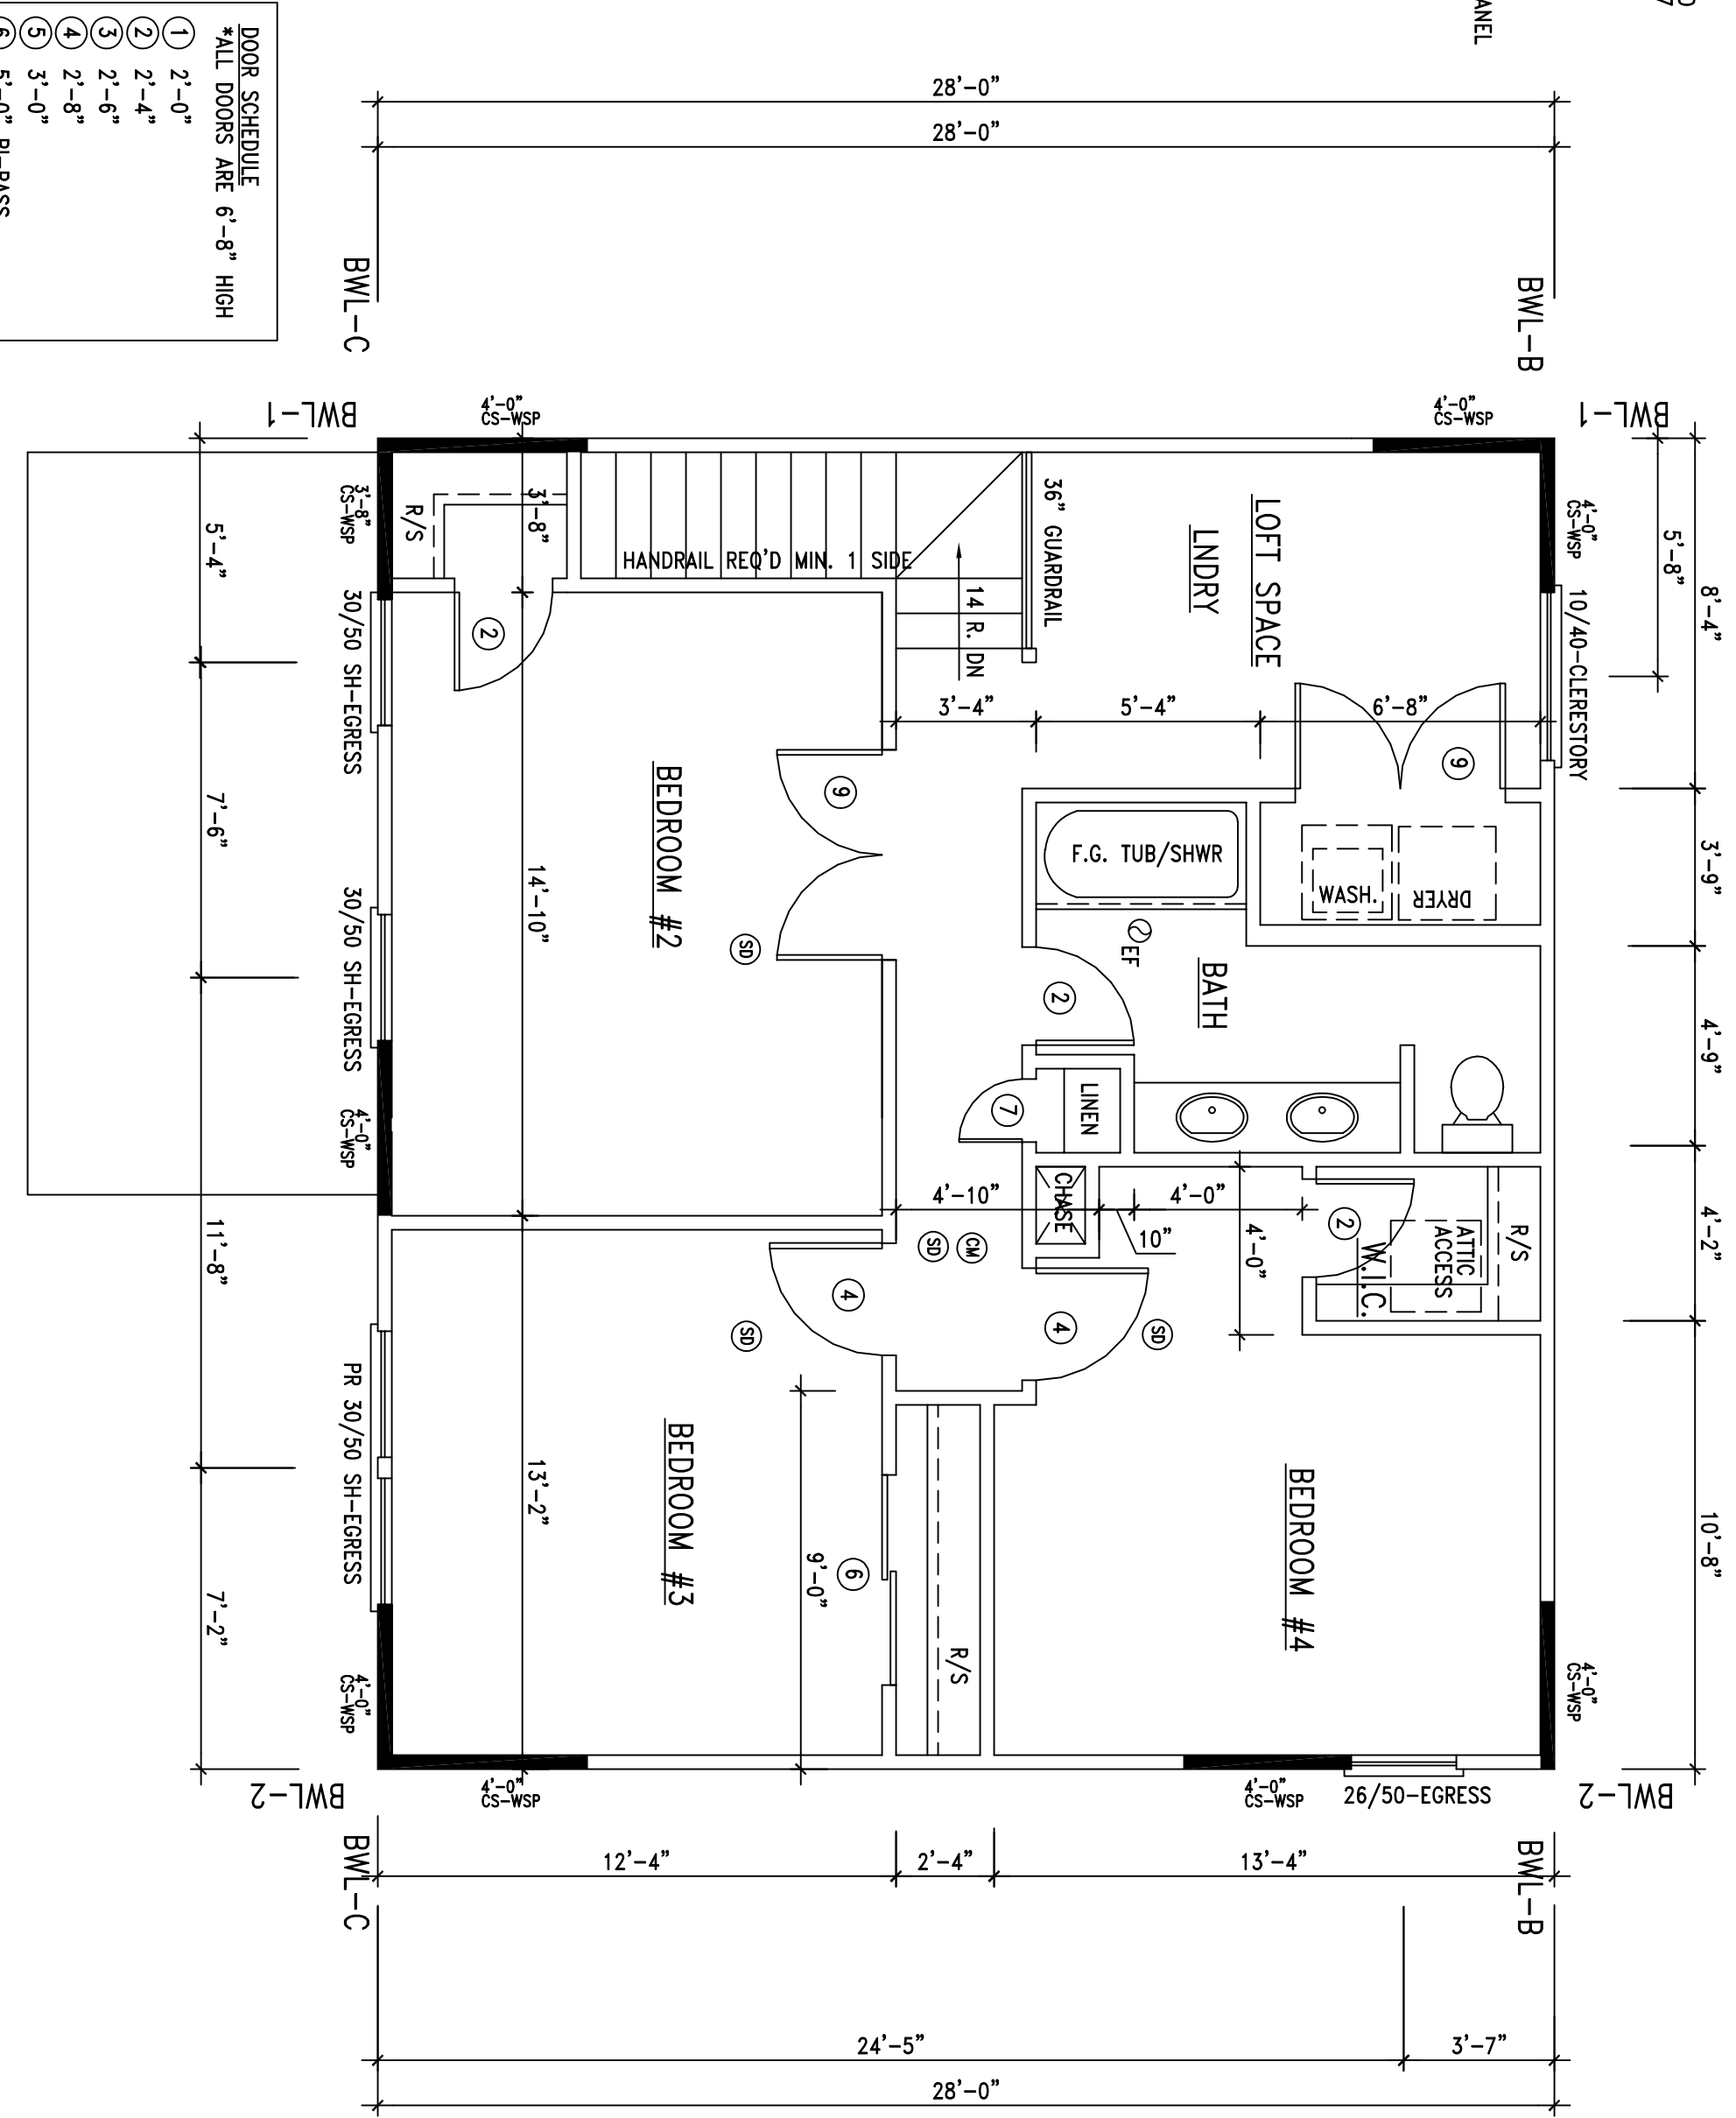 ANEL
DOOR SCHEDULE
*ALL DOORS ARE 6'-8" HIGH
1 2'-0"
2 2'-4"
3 2'-6"
4 2'-8"
5 3'-0"
28'-0"
28'-0"
BWL-C
BWL-B
BWL-1
BWL-1
4'-0"
CS-WSP
4'-0"
CS-WSP
8'-4"
3'-9"
4'-9"
4'-2"
10'-8"
5'-8"
4'-0"
CS-WSP
10/40-CLERESTORY
4'-0"
CS-WSP
LOFT SPACE
LNDRY
36" GUARDRAIL
14 R. DN
HANDRAIL REQ'D MIN. 1 SIDE
3'-8"
R/S
2
3'-4"
5'-4"
6'-8"
9
WASH.
DRYER
F.G. TUB/SHWR
EF
BATH
2
LINEN
7
CHASE
4'-10"
10"
4'-0"
4'-0"
2
W.I.C.
ATTIC
ACCESS
R/S
SD
CM
4
4
SD
SD
BEDROOM #2
9
SD
14'-10"
BEDROOM #3
13'-2"
9'-0"
6
R/S
BEDROOM #4
3'-8"
CS-WSP
30/50 SH-EGRESS
30/50 SH-EGRESS
4'-0"
CS-WSP
PR 30/50 SH-EGRESS
4'-0"
CS-WSP
5'-4"
7'-6"
11'-8"
7'-2"
BWL-2
BWL-2
4'-0"
CS-WSP
4'-0"
CS-WSP
26/50-EGRESS
BWL-C
BWL-B
12'-4"
2'-4"
13'-4"
24'-5"
3'-7"
28'-0"